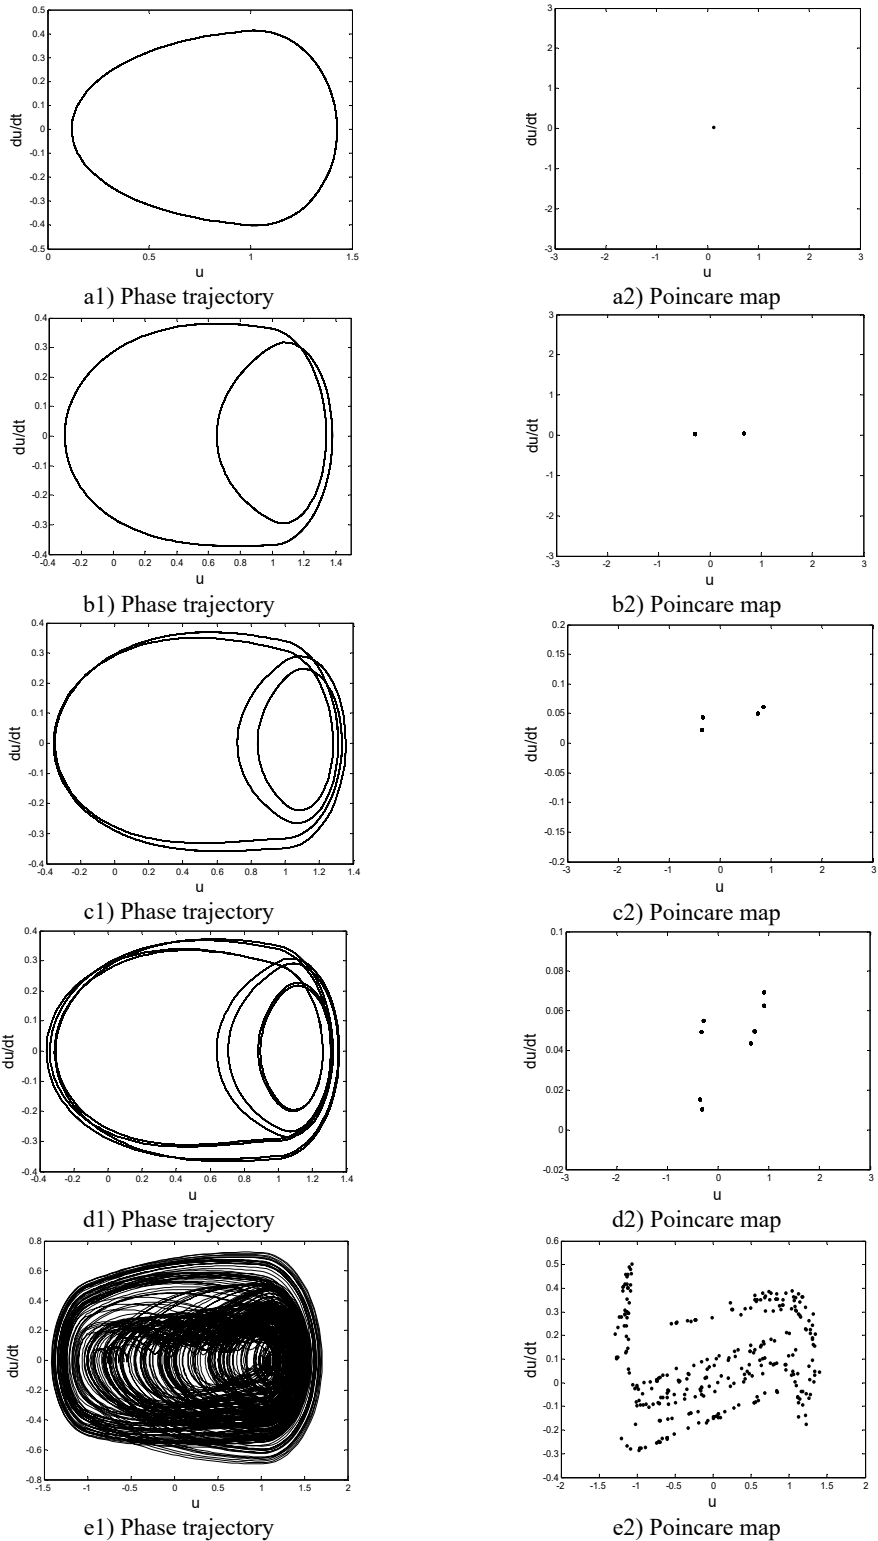 0.5
0.4
0.3
0.2
0.1
0
-0.1
-0.2
-0.3
-0.4
-0.5
du/dt
0 0.5 1 1.5
u
3
2
1
0
-1
-2
-3
du/dt
-3 -2 -1 0 1 2 3
u
a1) Phase trajectory
a2) Poincare map
0.4
0.3
0.2
0.1
0
-0.1
-0.2
-0.3
-0.4
du/dt
-0.4 -0.2 0 0.2 0.4 0.6 0.8 1.0 1.2 1.4
u
3
2
1
0
-1
-2
-3
du/dt
-3 -2 -1 0 1 2 3
u
b1) Phase trajectory
b2) Poincare map
0.4
0.3
0.2
0.1
0
-0.1
-0.2
-0.3
-0.4
du/dt
-0.4 -0.2 0 0.2 0.4 0.6 0.8 1 1.2 1.4
u
0.2
0.15
0.1
0.05
0
-0.05
-0.1
-0.15
-0.2
du/dt
-3 -2 -1 0 1 2 3
u
c1) Phase trajectory
c2) Poincare map
0.4
0.3
0.2
0.1
0
-0.1
-0.2
-0.3
-0.4
du/dt
-0.4 -0.2 0 0.2 0.4 0.6 0.8 1 1.2 1.4
u
0.1
0.08
0.06
0.04
0.02
0
-0.02
du/dt
-3 -2 -1 0 1 2 3
u
d1) Phase trajectory
d2) Poincare map
0.8
0.6
0.4
0.2
0
-0.2
-0.4
-0.6
-0.8
du/dt
-1.5 -1 -0.5 0 0.5 1 1.5 2
u
0.6
0.5
0.4
0.3
0.2
0.1
0
-0.1
-0.2
-0.3
-0.4
du/dt
-2 -1.5 -1 -0.5 0 0.5 1 1.5 2
u
e1) Phase trajectory
e2) Poincare map